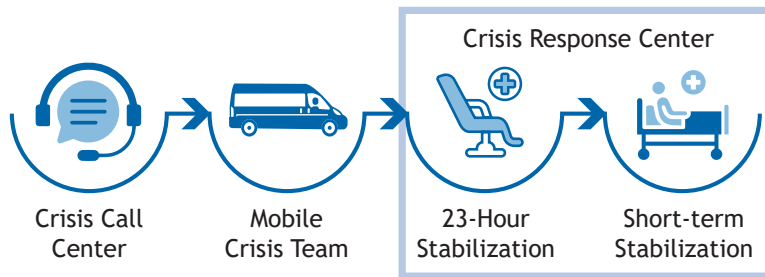 Crisis Response Center
Crisis Call
Center
Mobile
Crisis Team
23-Hour
Stabilization
Short-term
Stabilization